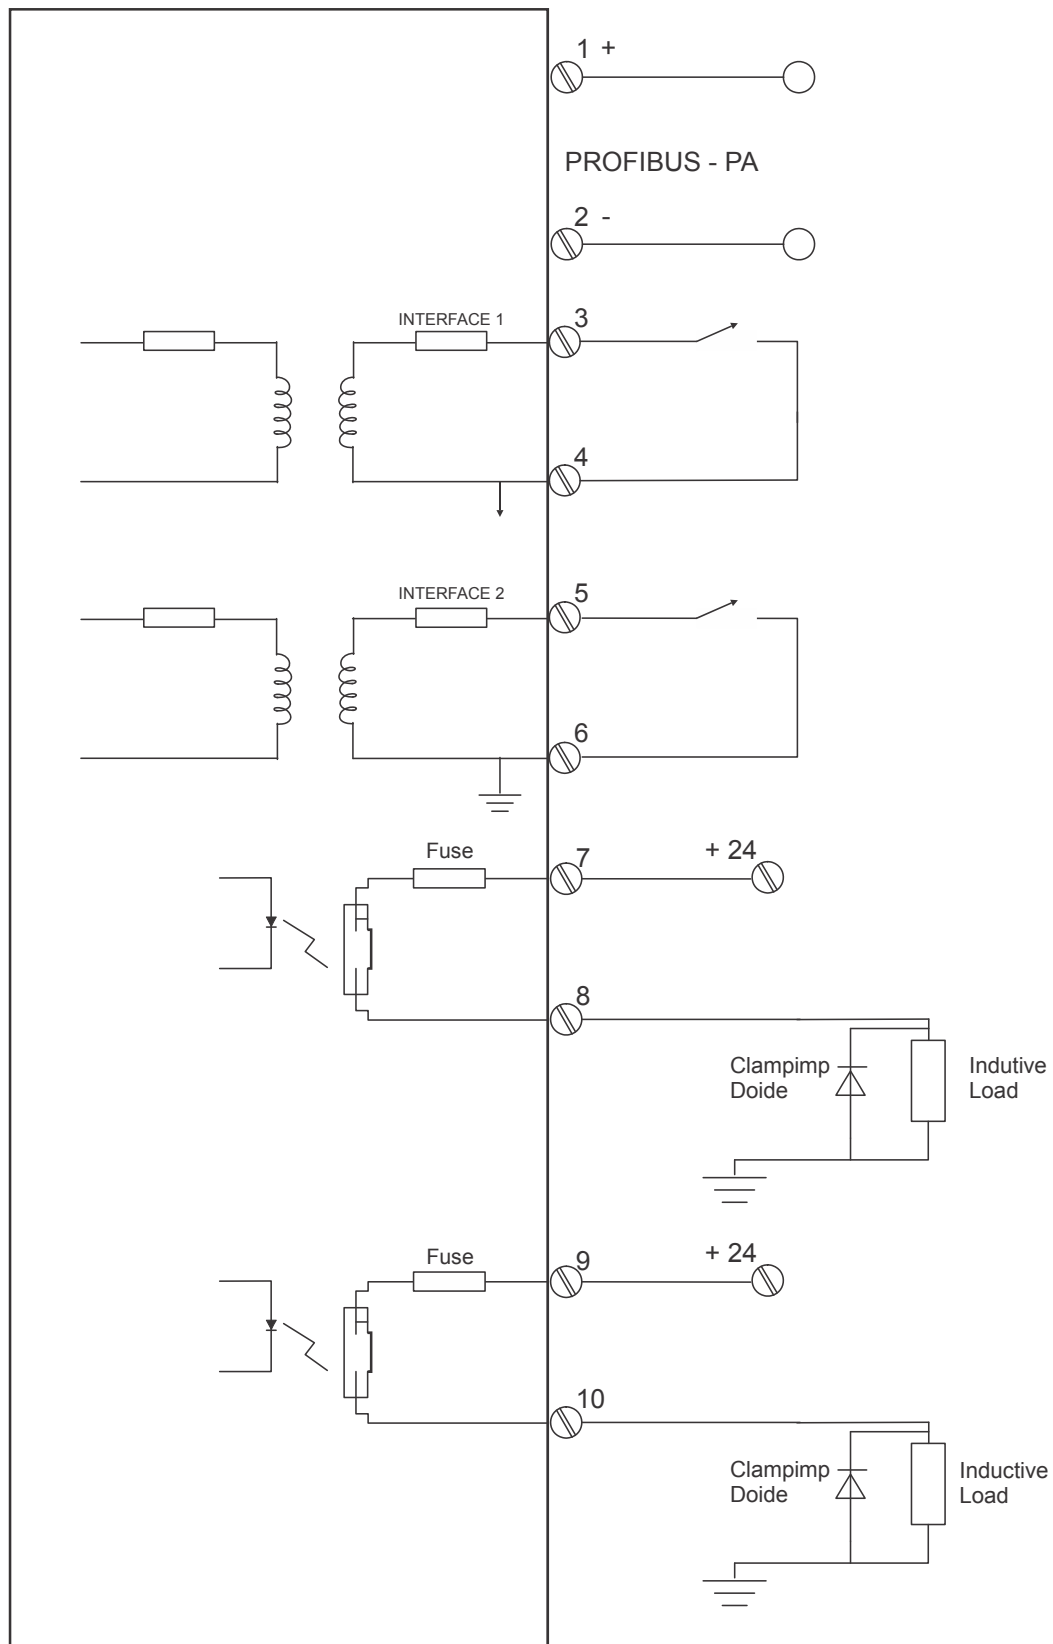 1 +
PROFIBUS - PA
2 -
INTERFACE 1
3
4
INTERFACE 2
5
6
Fuse
7
+ 24
8
Clampimp
Doide
Indutive
Load
Fuse
9
+ 24
10
Clampimp
Doide
Inductive
Load